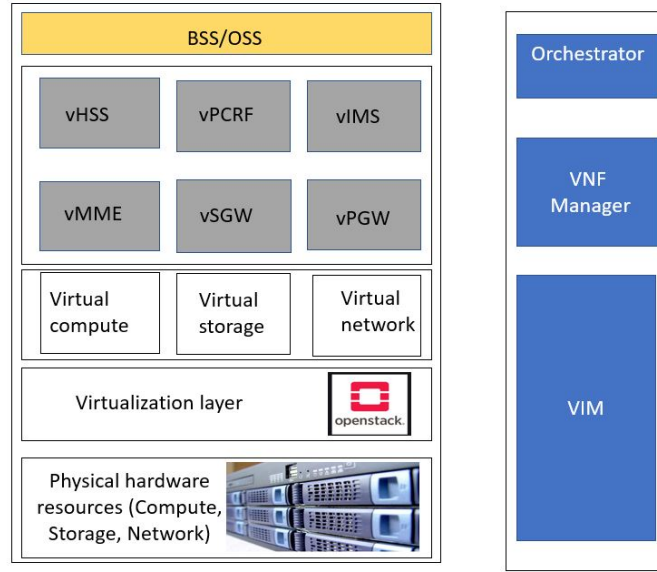 BSS/OSS
vHSS
vPCRF
vIMS
vMME
vSGW
vPGW
Virtual
compute
Virtual
storage
Virtual
network
Virtualization layer
openstack.
Physical hardware
resources (Compute,
Storage, Network)
Orchestrator
VNF
Manager
VIM